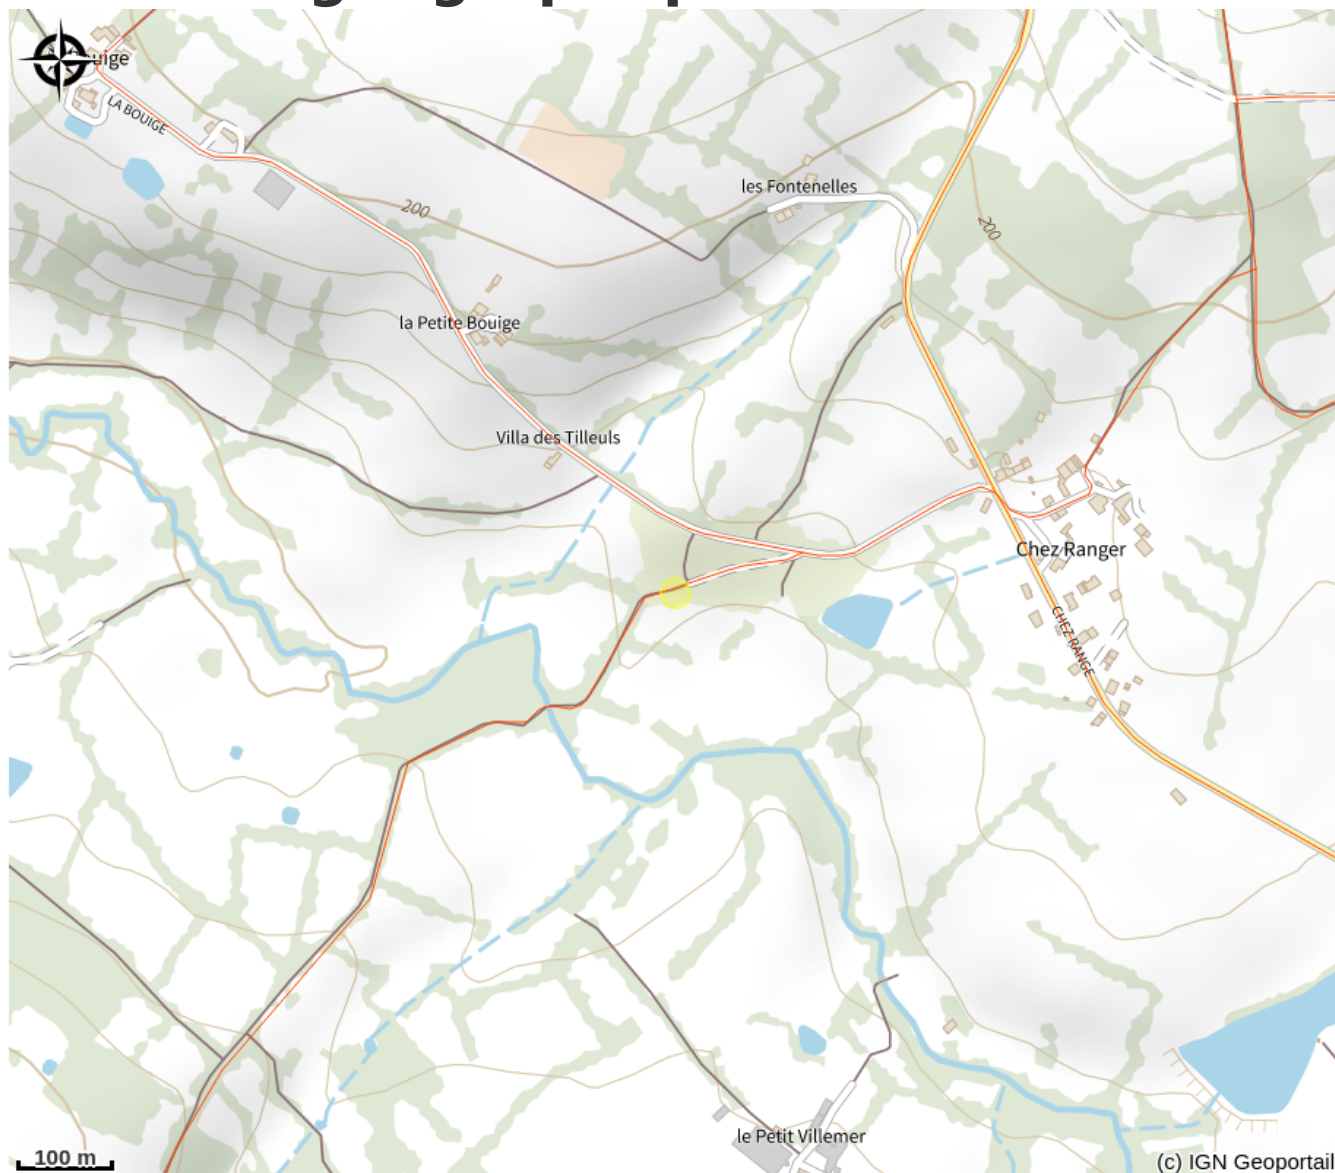 uige
LA BOUIGE
les Fontenelles
200
200
la Petite Bouige
Villa des Tilleuls
Chez Ranger
CHEZ RANGE
le Petit Villemer
100 m
(c) IGN Geoportail